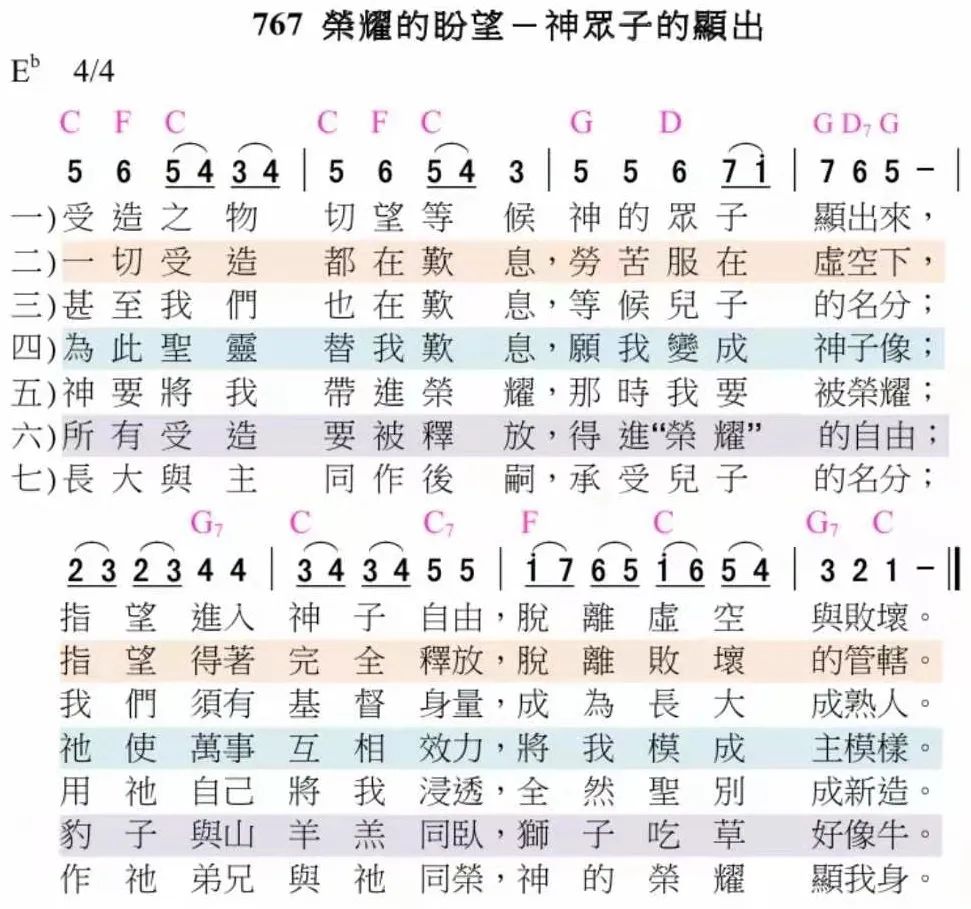 767 榮耀的盼望－神眾子的顯出
E♭ 4/4
C F C C F C G D G D₇ G
5 6 5 4 3 4 | 5 6 5 4 3 | 5 5 6 7 i | 7 6 5 － |
一)受造之物 切望等候 神的眾子 顯出來，
二)一切受造 都在歎息，勞苦服在 虛空下，
三)甚至我們 也在歎息，等候兒子 的名分；
四)為此聖靈 替我歎息，願我變成 神子像；
五)神要將我 帶進榮耀，那時我要 被榮耀；
六)所有受造 要被釋放，得進“榮耀” 的自由；
七)長大與主 同作後嗣，承受兒子 的名分；
G₇ C C₇ F C G₇ C
2 3 2 3 4 4 | 3 4 3 4 5 5 | i 7 6 5 i 6 5 4 | 3 2 1 － ‖
指望進入 神子自由，脫離虛空 與敗壞。
指望得著 完全釋放，脫離敗壞 的管轄。
我們須有 基督身量，成為長大 成熟人。
祂使萬事 互相效力，將我模成 主模樣。
用祂自己 將我浸透，全然聖別 成新造。
豹子與山 羊羔同臥，獅子吃草 好像牛。
作祂弟兄 與祂同榮，神的榮耀 顯我身。